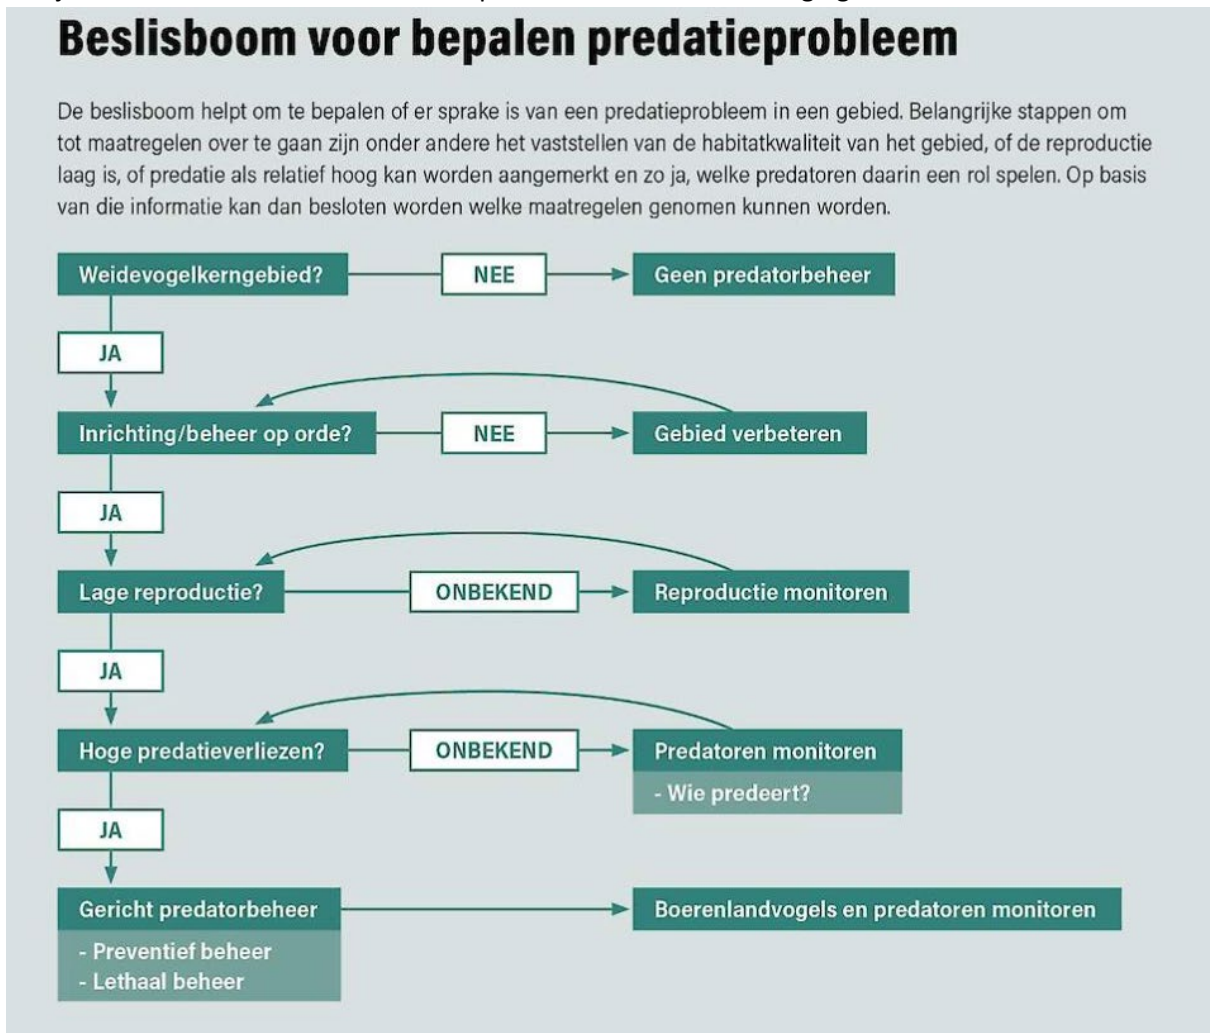 Beslisboom voor bepalen predatieprobleem
De beslisboom helpt om te bepalen of er sprake is van een predatieprobleem in een gebied. Belangrijke stappen om
tot maatregelen over te gaan zijn onder andere het vaststellen van de habitatkwaliteit van het gebied, of de reproductie
laag is, of predatie als relatief hoog kan worden aangemerkt en zo ja, welke predatoren daarin een rol spelen. Op basis
van die informatie kan dan besloten worden welke maatregelen genomen kunnen worden.
Weidevogelkerngebied?
NEE
Geen predatorbeheer
JA
Inrichting/beheer op orde?
NEE
Gebied verbeteren
JA
Lage reproductie?
ONBEKEND
Reproductie monitoren
JA
Hoge predatieverliezen?
ONBEKEND
Predatoren monitoren
- Wie predeert?
JA
Gericht predatorbeheer
Boerenlandvogels en predatoren monitoren
- Preventief beheer
- Lethaal beheer